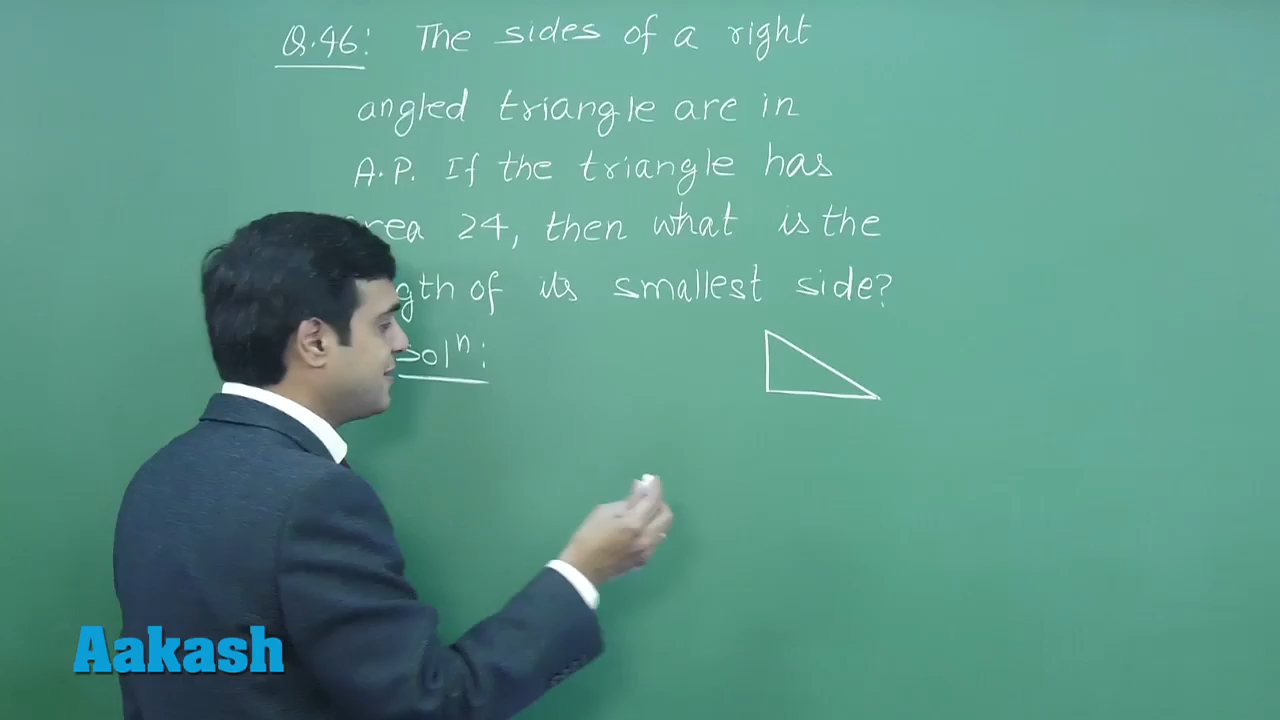 Q.46: The sides of a right
angled triangle are in
A.P. If the triangle has
area 24, then what is the
gth of its smallest side?
Solⁿ:
Aakash